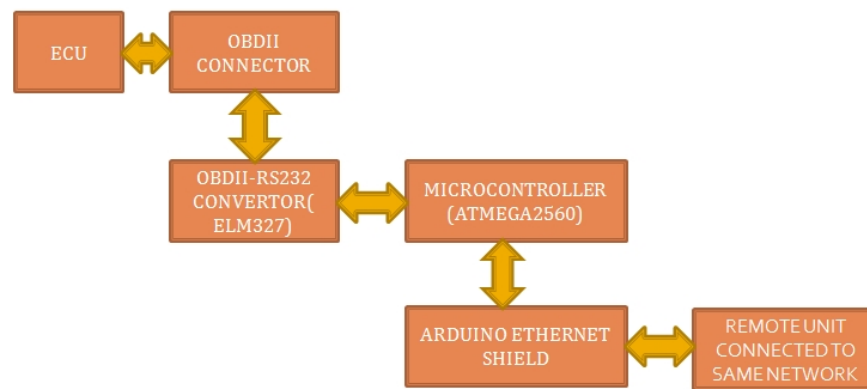 ECU
OBDII
CONNECTOR
OBDII-RS232
CONVERTOR(
ELM327)
MICROCONTROLLER
(ATMEGA2560)
ARDUINO ETHERNET
SHIELD
REMOTE UNIT
CONNECTED TO
SAME NETWORK